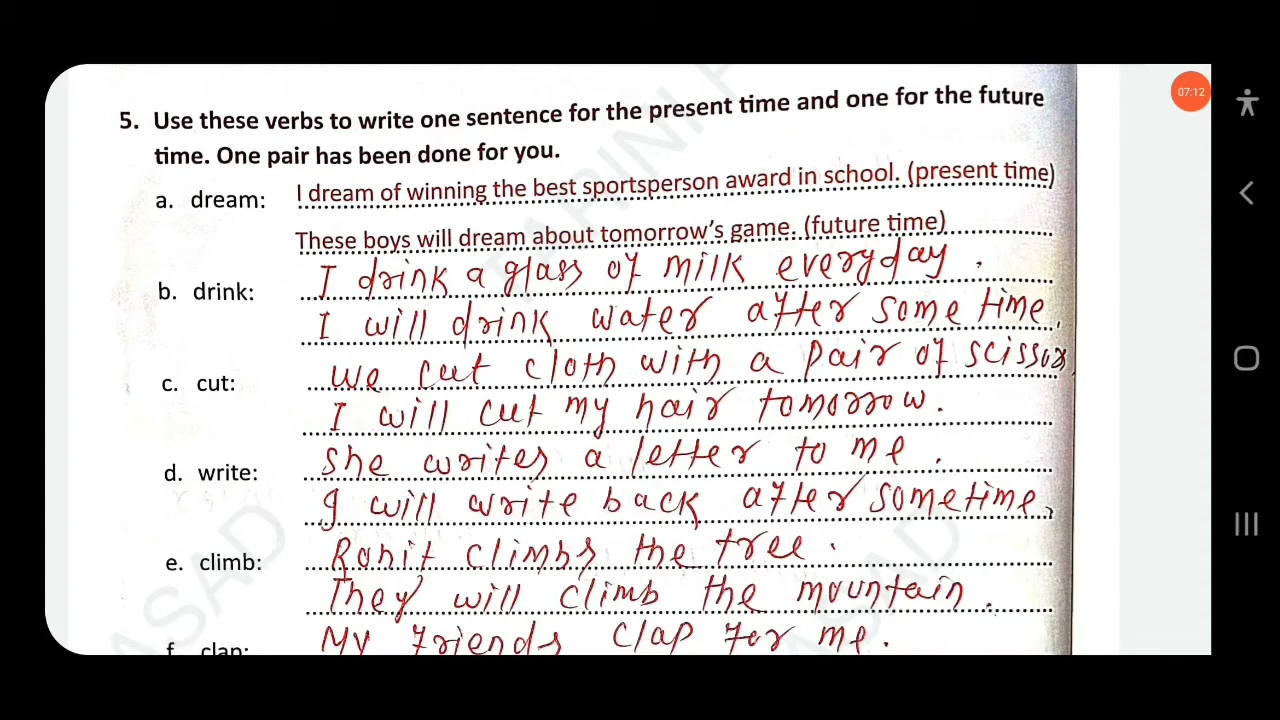 07:12
5. Use these verbs to write one sentence for the present time and one for the future
time. One pair has been done for you.
a. dream: I dream of winning the best sportsperson award in school. (present time)
These boys will dream about tomorrow's game. (future time)
b. drink: I drink a glass of milk everyday.
I will drink water after some time.
c. cut: We cut cloth with a pair of scissors
I will cut my hair tomorrow.
d. write: She writes a letter to me.
I will write back after sometime.
e. climb: Rohit climbs the tree.
They will climb the mountain.
f. clap: My friends clap for me.
ASAD